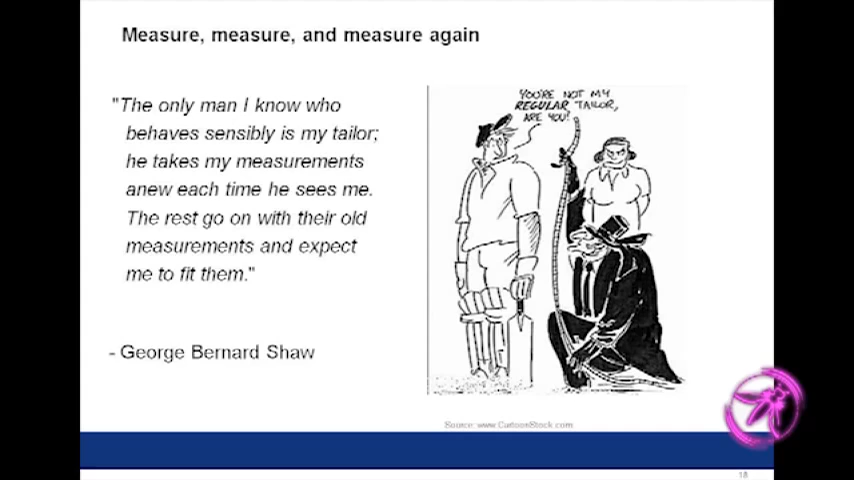 Measure, measure, and measure again
"The only man I know who
behaves sensibly is my tailor;
he takes my measurements
anew each time he sees me.
The rest go on with their old
measurements and expect
me to fit them."
- George Bernard Shaw
YOU'RE NOT MY
REGULAR TAILOR,
ARE YOU?
Source: www.CartoonStock.com
18